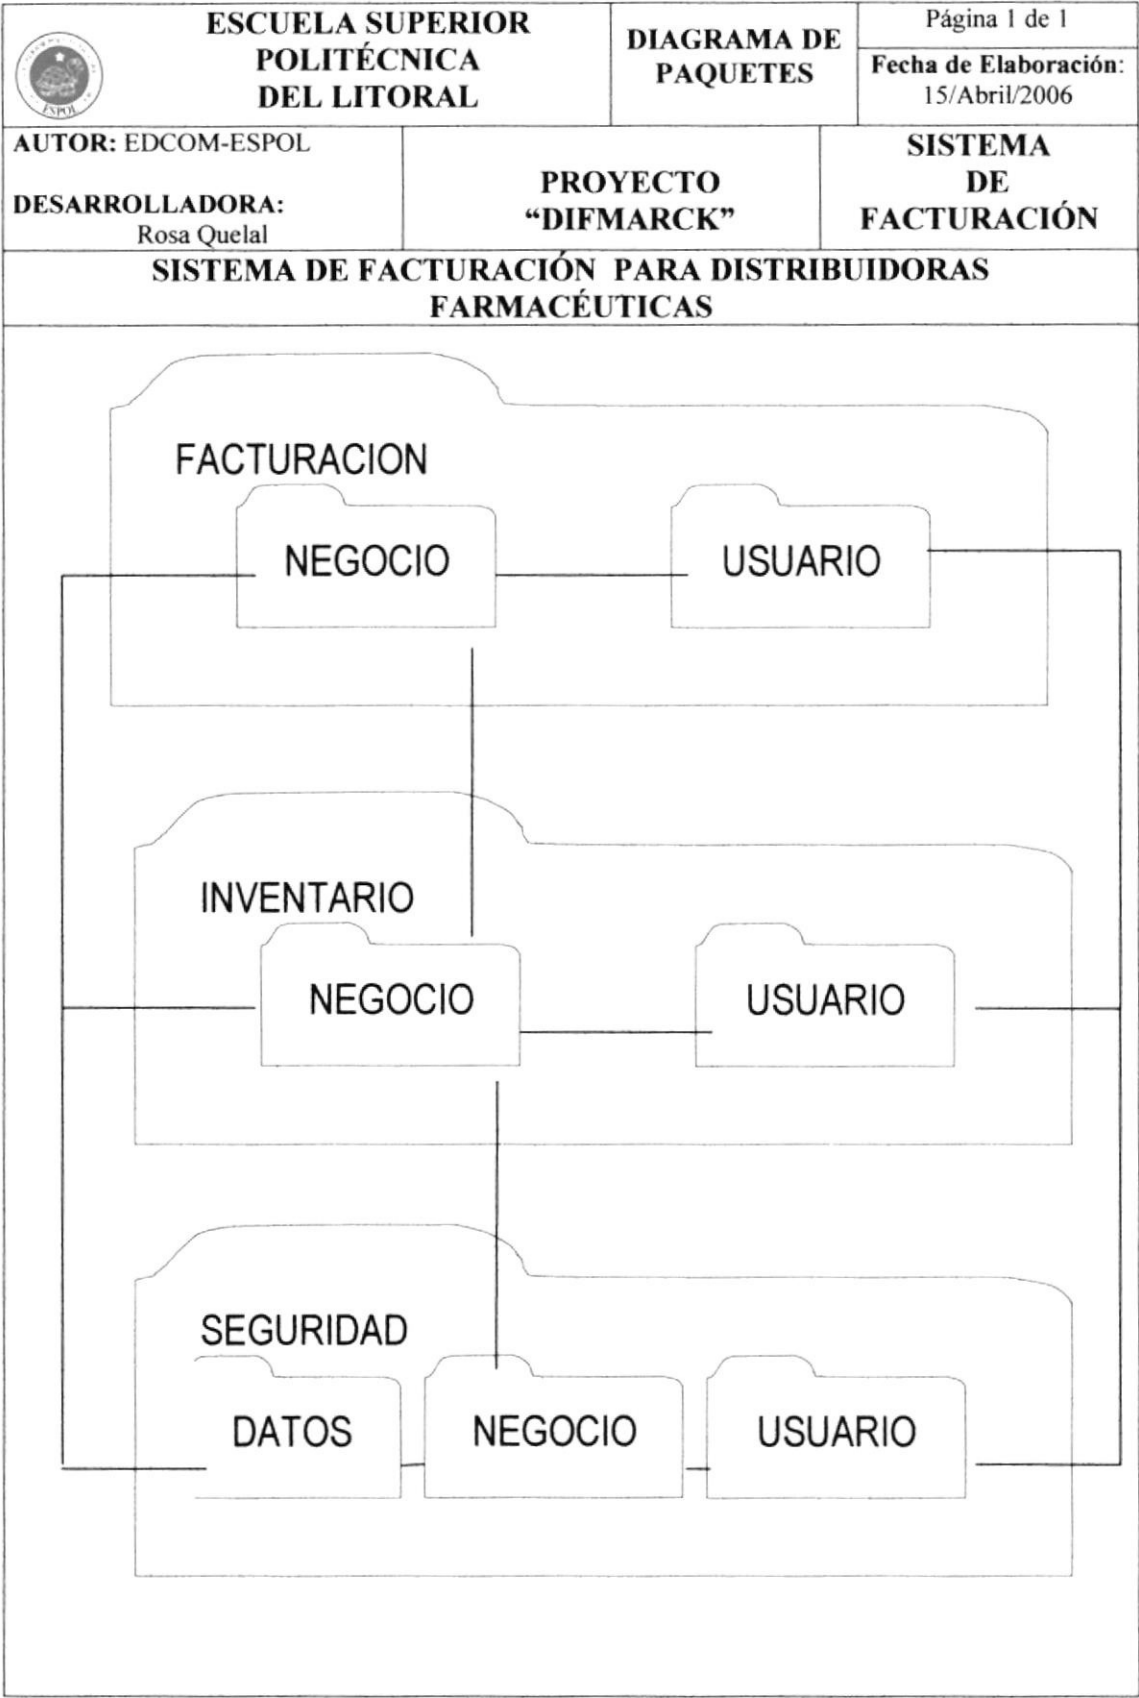 ESCUELA SUPERIOR
POLITÉCNICA
DEL LITORAL
ESPOL
DIAGRAMA DE
PAQUETES
Página 1 de 1
Fecha de Elaboración:
15/Abril/2006
AUTOR: EDCOM-ESPOL
DESARROLLADORA:
Rosa Quelal
PROYECTO
“DIFMARCK”
SISTEMA
DE
FACTURACIÓN
SISTEMA DE FACTURACIÓN PARA DISTRIBUIDORAS
FARMACÉUTICAS
FACTURACION
NEGOCIO
USUARIO
INVENTARIO
NEGOCIO
USUARIO
SEGURIDAD
DATOS
NEGOCIO
USUARIO